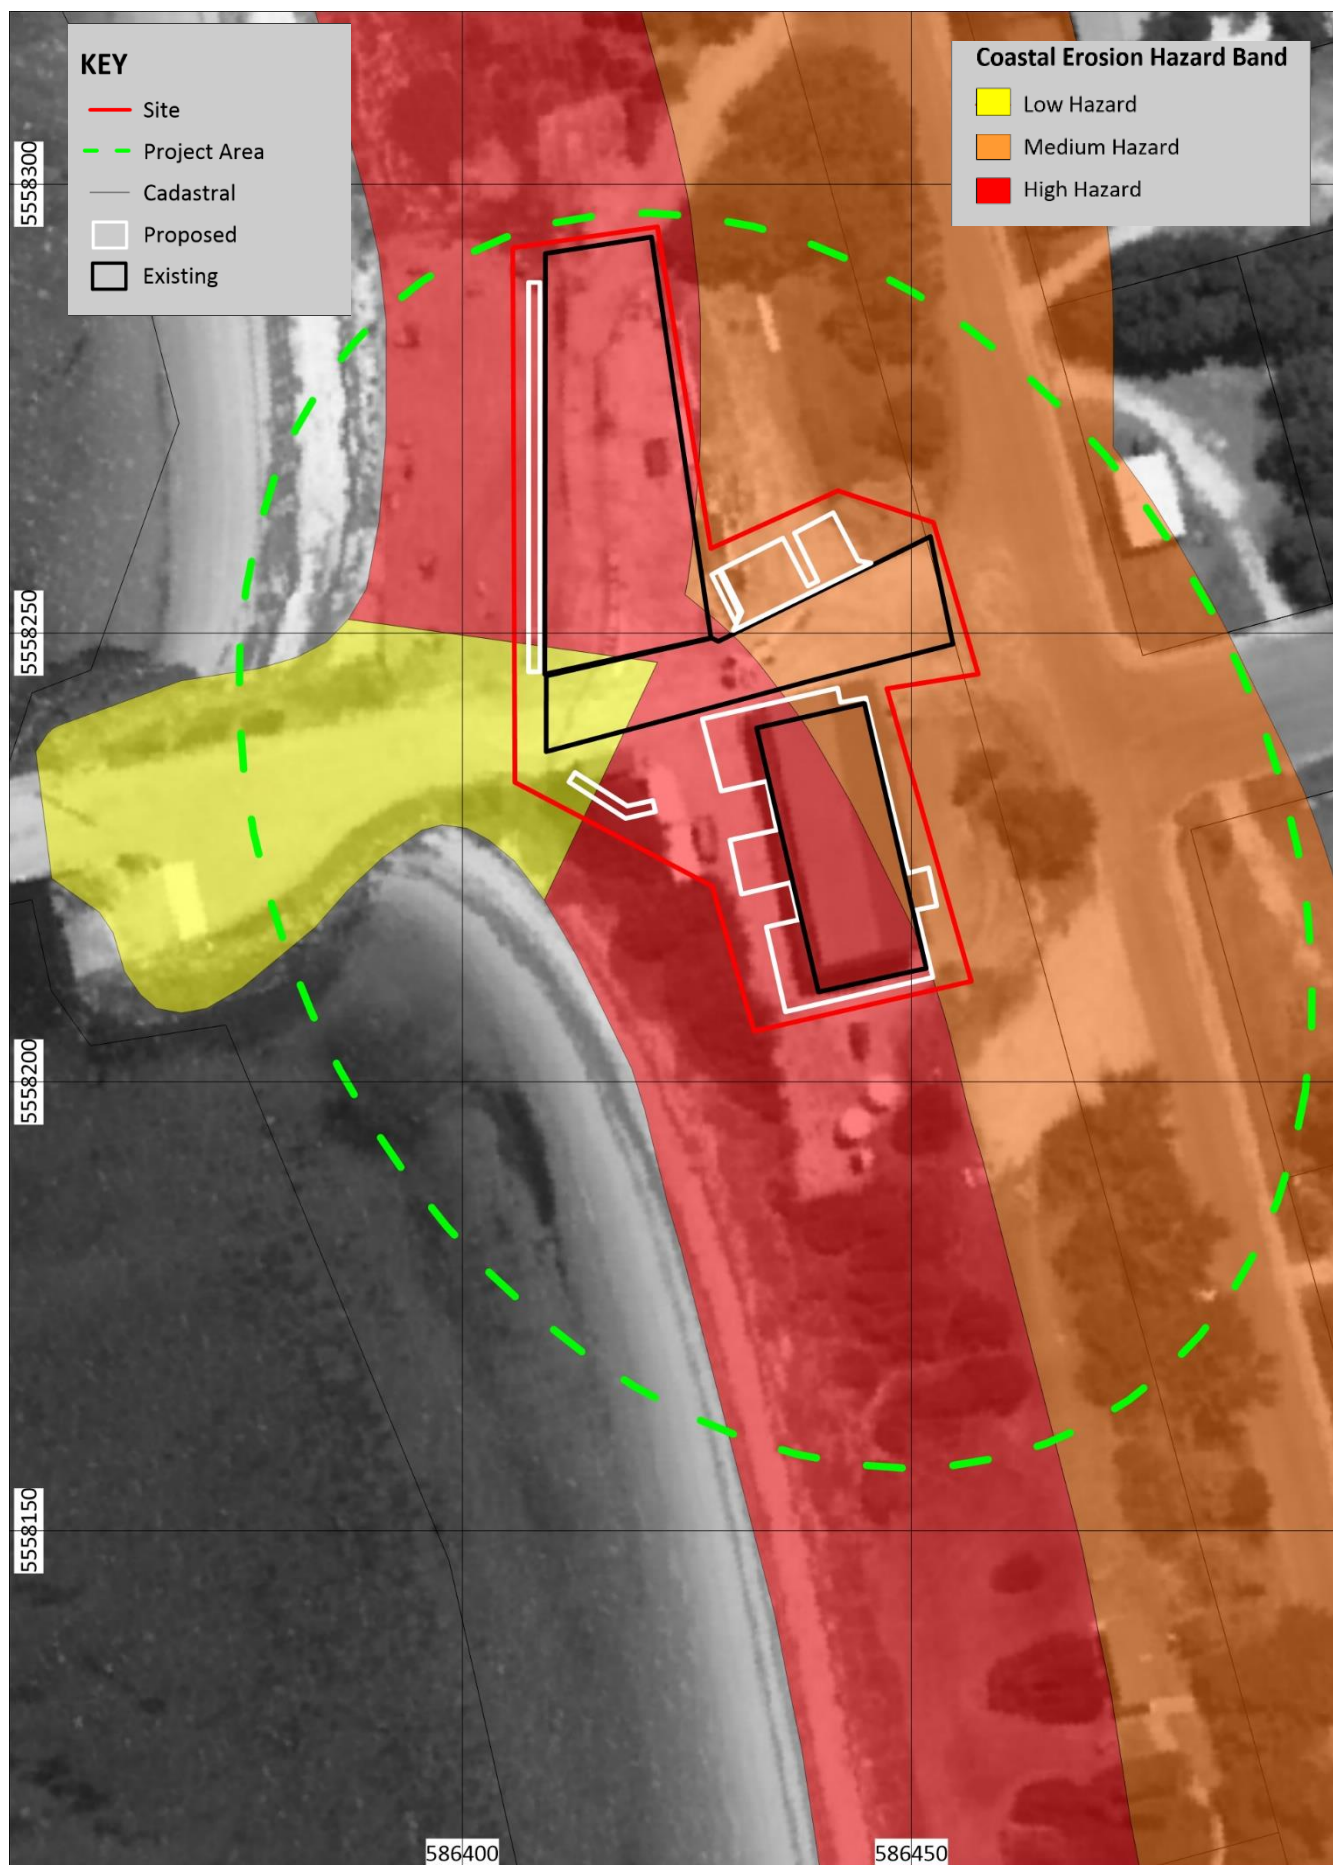 KEY
Site
Project Area
Cadastral
Proposed
Existing
Coastal Erosion Hazard Band
Low Hazard
Medium Hazard
High Hazard
5558300
5558250
5558200
5558150
586400
586450